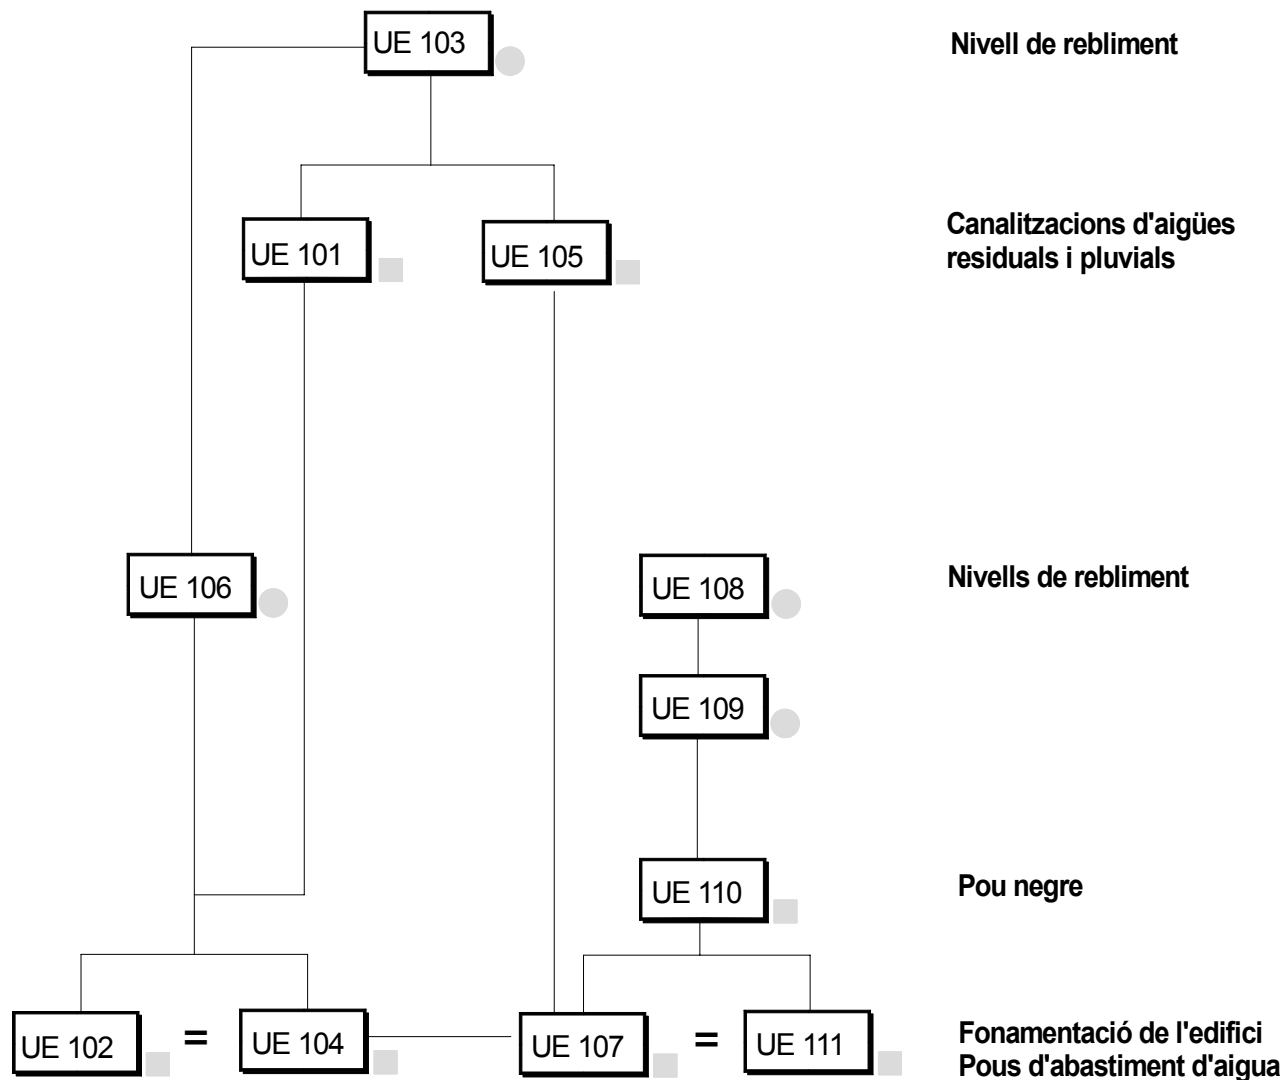 UE 103
Nivell de rebliment
UE 101
UE 105
Canalitzacions d'aigües
residuals i pluvials
UE 106
UE 108
Nivells de rebliment
UE 109
UE 110
Pou negre
UE 102 = UE 104 UE 107 = UE 111
Fonamentació de l'edifici
Pous d'abastiment d'aigua